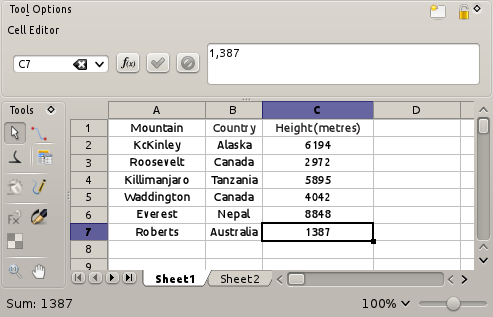 Tool Options
Cell Editor
C7
f(x)
1,387
Tools
A B C D
1 Mountain Country Height(metres)
2 KcKinley Alaska 6194
3 Roosevelt Canada 2972
4 Killimanjaro Tanzania 5895
5 Waddington Canada 4042
6 Everest Nepal 8848
7 Roberts Australia 1387
8
9
Sheet1 Sheet2
Sum: 1387 100%